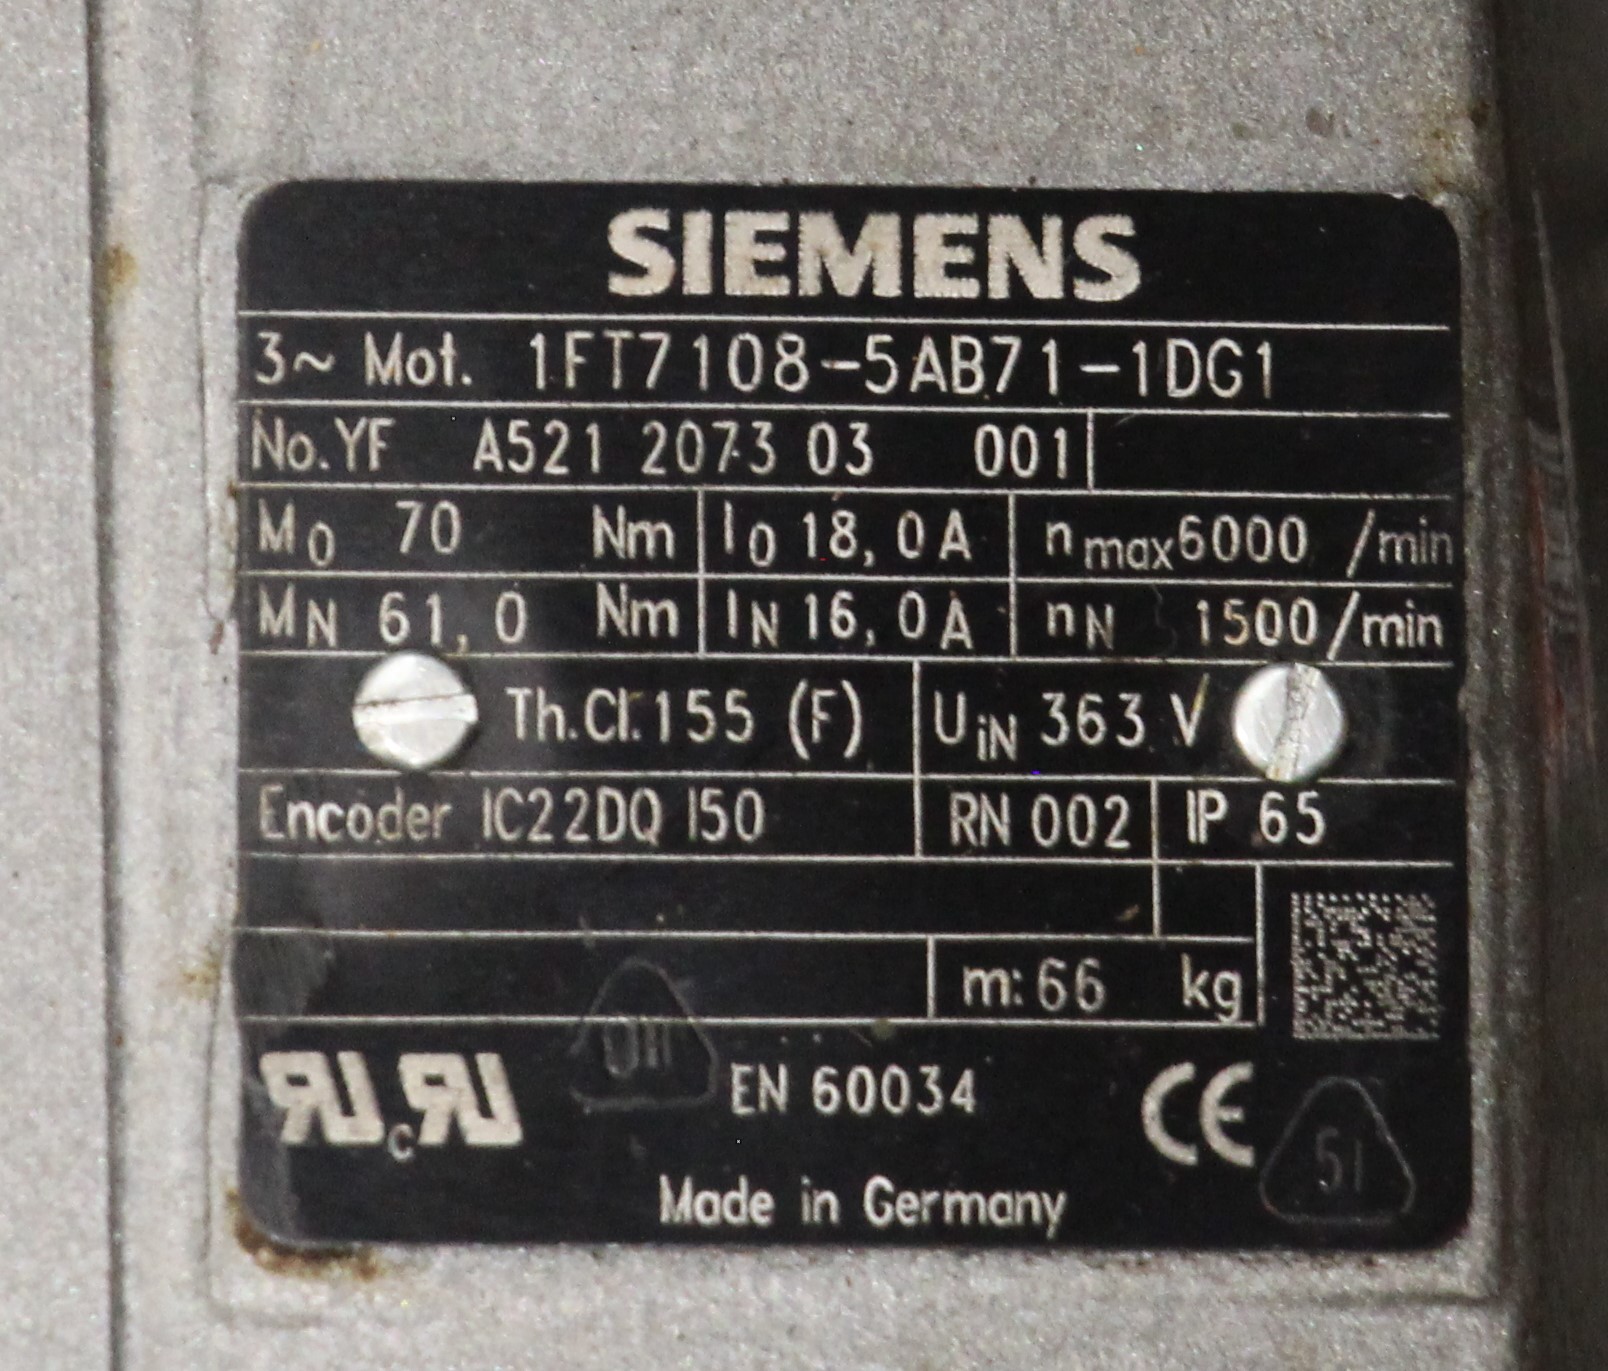 SIEMENS
3~ Mot. 1FT7108-5AB71-1DG1
No.YF A521 2073 03 001
M0 70 Nm I0 18,0A nmax6000 /min
MN 61,0 Nm IN 16,0A nN 1500/min
Th.Cl.155 (F) UiN 363 V
Encoder IC22DQ I50 RN 002 IP 65
m: 66 kg
RU cRU EN 60034 CE
51
Made in Germany